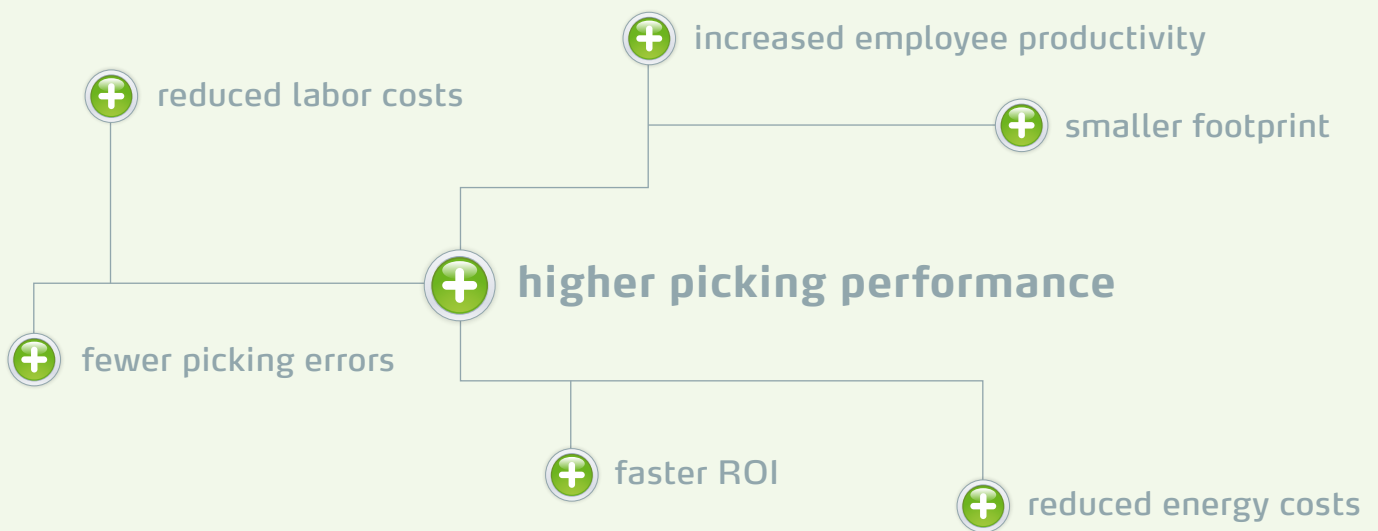 increased employee productivity
reduced labor costs
smaller footprint
higher picking performance
fewer picking errors
faster ROI
reduced energy costs